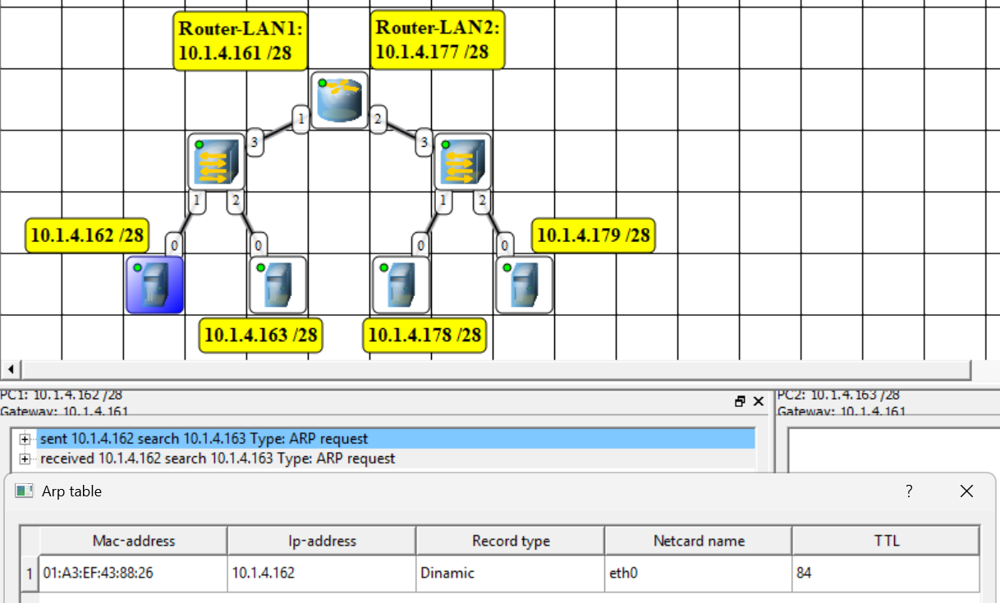 Router-LAN1:
10.1.4.161 /28
Router-LAN2:
10.1.4.177 /28
1
2
3
3
1
2
1
2
10.1.4.162 /28
10.1.4.179 /28
0
0
0
0
10.1.4.163 /28
10.1.4.178 /28
PC1: 10.1.4.162 /28
Gateway: 10.1.4.161
PC2: 10.1.4.163 /28
Gateway: 10.1.4.161
sent 10.1.4.162 search 10.1.4.163 Type: ARP request
received 10.1.4.162 search 10.1.4.163 Type: ARP request
Arp table
?
Mac-address Ip-address Record type Netcard name TTL
1 01:A3:EF:43:88:26 10.1.4.162 Dinamic eth0 84